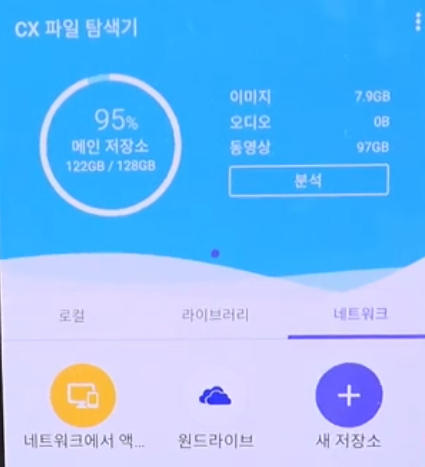 CX 파일 탐색기
95%
메인 저장소
122GB / 128GB
이미지 7.9GB
오디오 0B
동영상 97GB
분석
로컬 라이브러리 네트워크
네트워크에서 액... 원드라이브 새 저장소